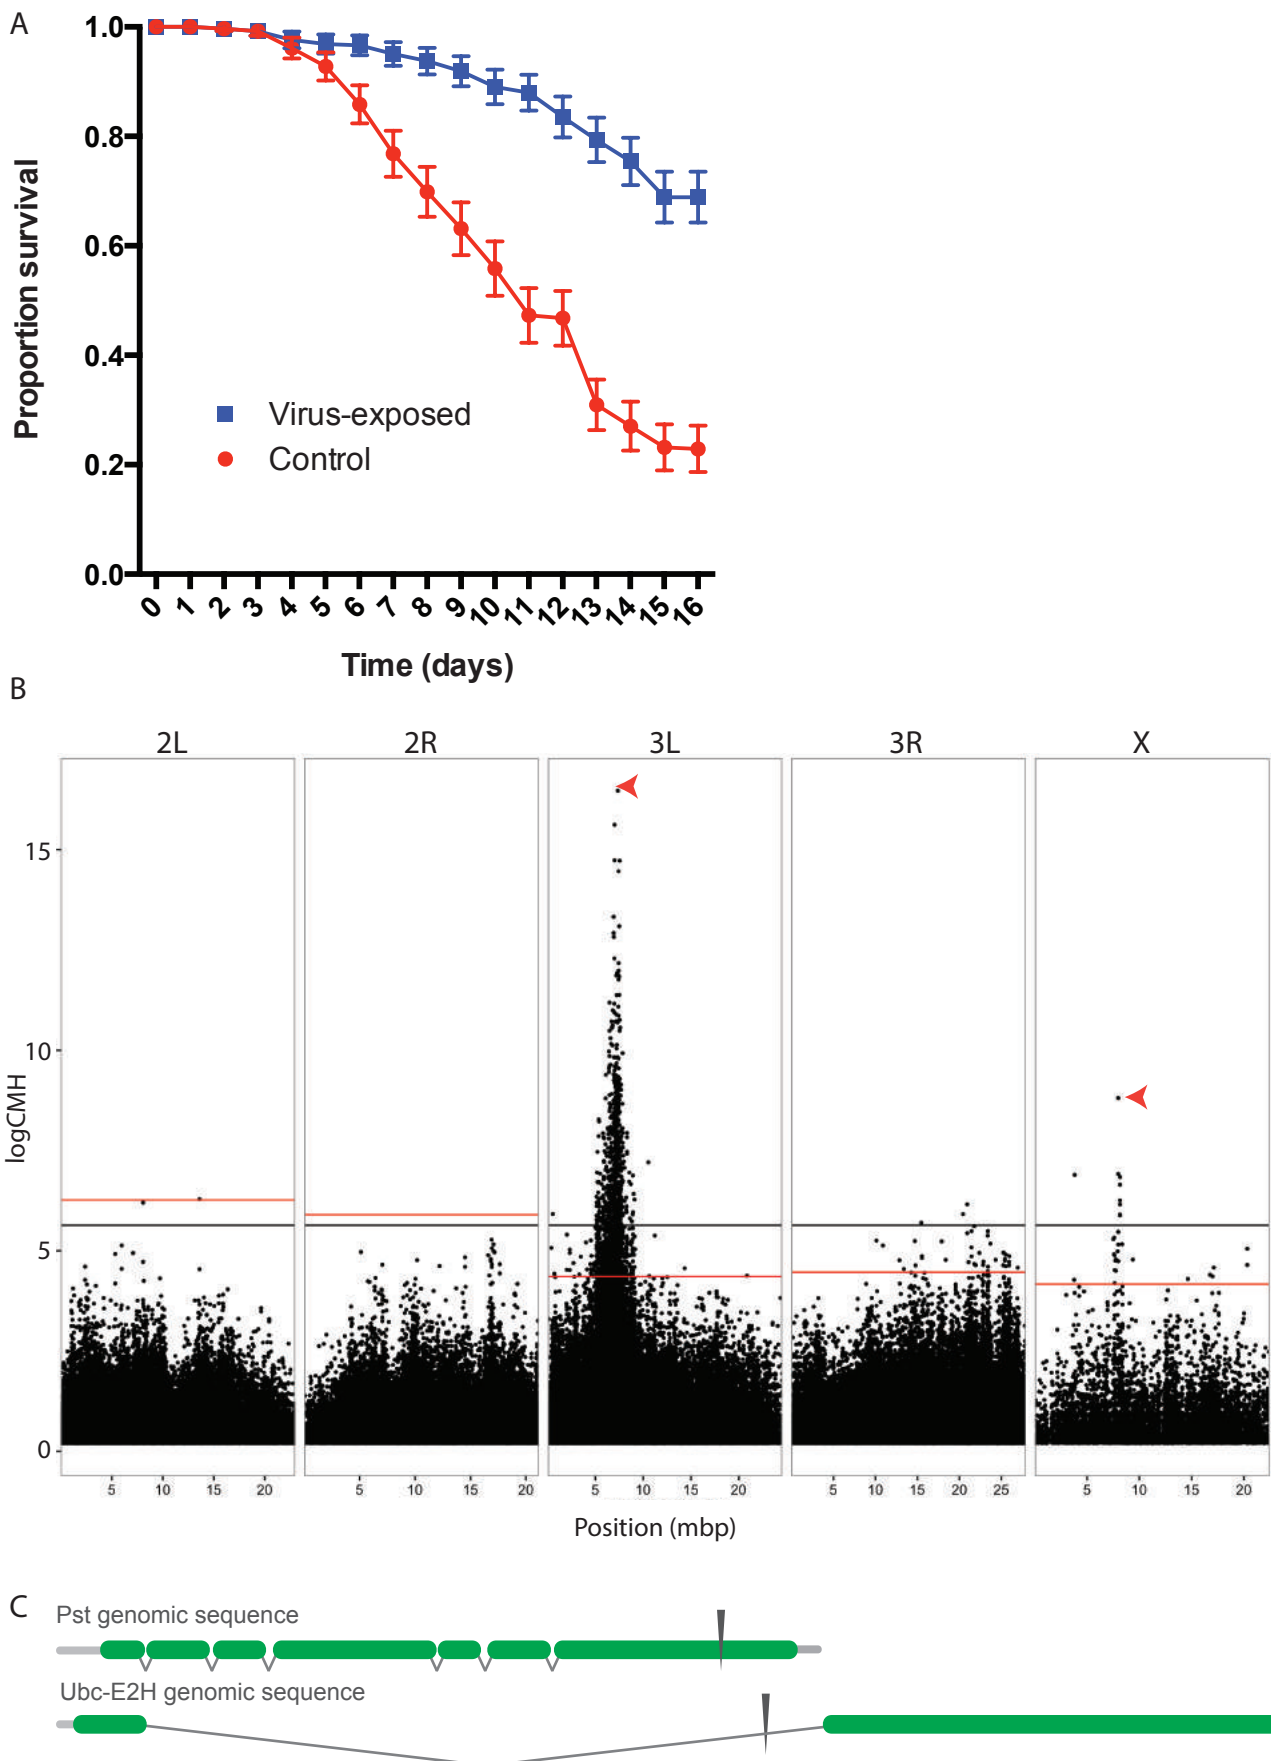 A
1.0
0.8
0.6
0.4
0.2
0.0
Proportion survival
Virus-exposed
Control
0 1 2 3 4 5 6 7 8 9 10 11 12 13 14 15 16
Time (days)
B
2L 2R 3L 3R X
15
10
5
0
logCMH
5 10 15 20 5 10 15 20 5 10 15 20 5 10 15 20 25 5 10 15 20
Position (mbp)
C
Pst genomic sequence
Ubc-E2H genomic sequence